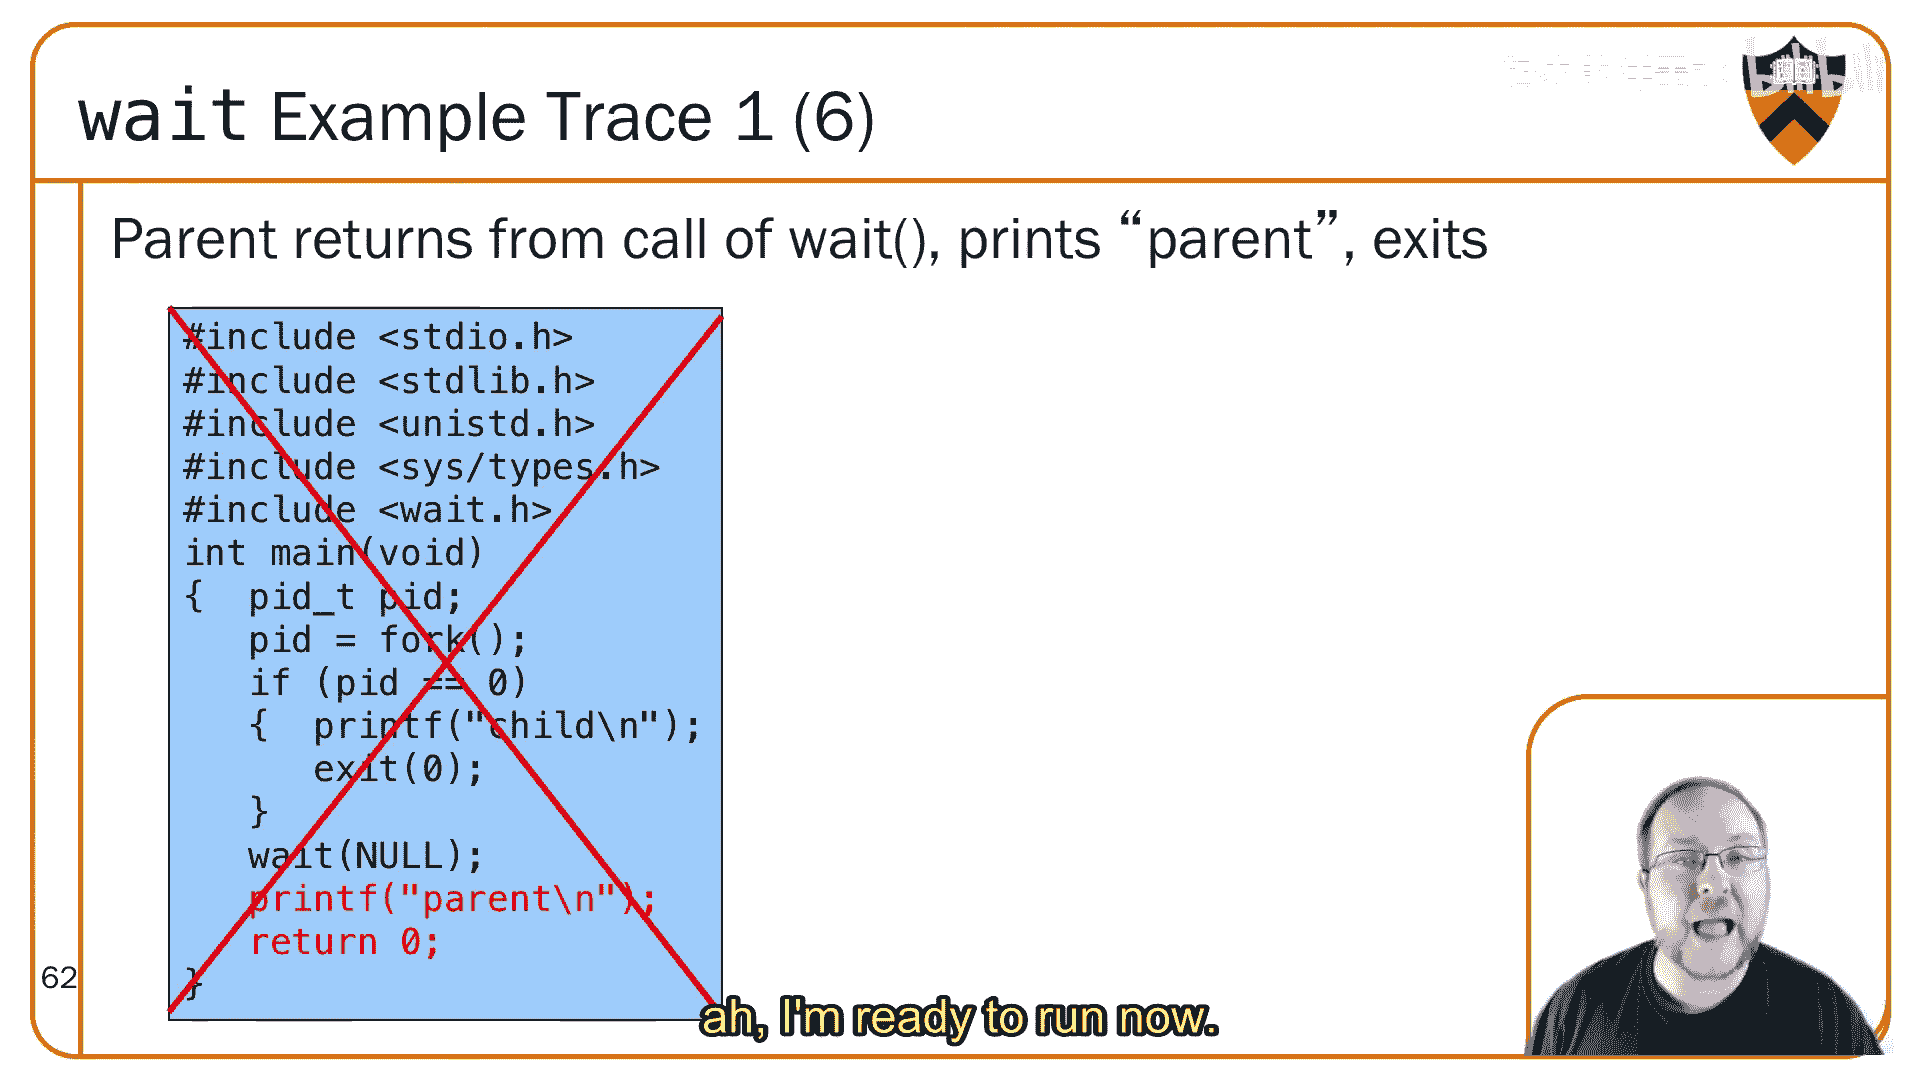 wait Example Trace 1 (6)
Parent returns from call of wait(), prints “parent”, exits
#include <stdio.h>
#include <stdlib.h>
#include <unistd.h>
#include <sys/types.h>
#include <wait.h>
int main(void)
{  pid_t pid;
   pid = fork();
   if (pid == 0)
   {  printf("child\n");
      exit(0);
   }
   wait(NULL);
   printf("parent\n");
   return 0;
}
62
ah, I'm ready to run now.